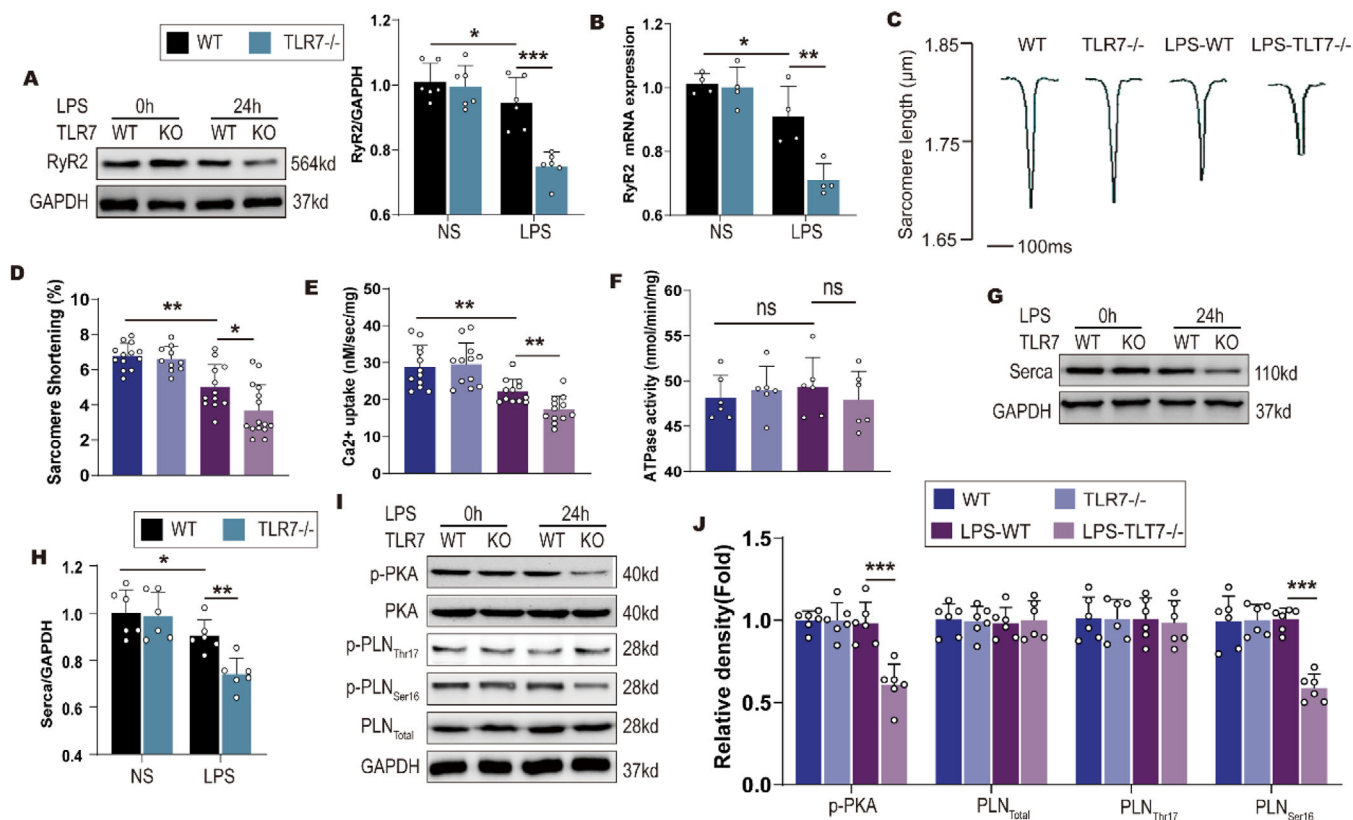 WT TLR7-/-
A
LPS 0h 24h
TLR7 WT KO WT KO
RyR2 564kd
GAPDH 37kd
RyR2/GAPDH
1.2
1.0
0.8
0.6
* ***
NS LPS
B
RyR2 mRNA expression
1.2
1.0
0.8
0.6
* **
NS LPS
C
Sarcomere length (μm)
1.85
1.75
1.65
WT TLR7-/- LPS-WT LPS-TLT7-/-
100ms
D
Sarcomere Shortening (%)
10
8
6
4
2
0
** *
E
Ca2+ uptake (nM/sec/mg)
50
40
30
20
10
0
** **
F
ATPase activity (nmol/min/mg)
60
55
50
45
40
ns ns
G
LPS 0h 24h
TLR7 WT KO WT KO
Serca 110kd
GAPDH 37kd
WT TLR7-/-
H
Serca/GAPDH
1.2
1.0
0.8
0.6
0.4
* **
NS LPS
I
LPS 0h 24h
TLR7 WT KO WT KO
p-PKA 40kd
PKA 40kd
p-PLNThr17 28kd
p-PLNSer16 28kd
PLNTotal 28kd
GAPDH 37kd
WT TLR7-/-
LPS-WT LPS-TLT7-/-
J
Relative density(Fold)
1.5
1.0
0.5
0.0
*** ***
p-PKA PLNTotal PLNThr17 PLNSer16